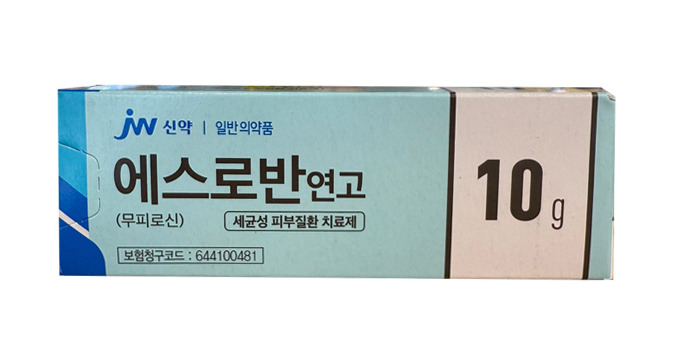 jw 신약 | 일반의약품
에스로반연고
(무피로신) 세균성 피부질환 치료제
보험청구코드 : 644100481
10 g